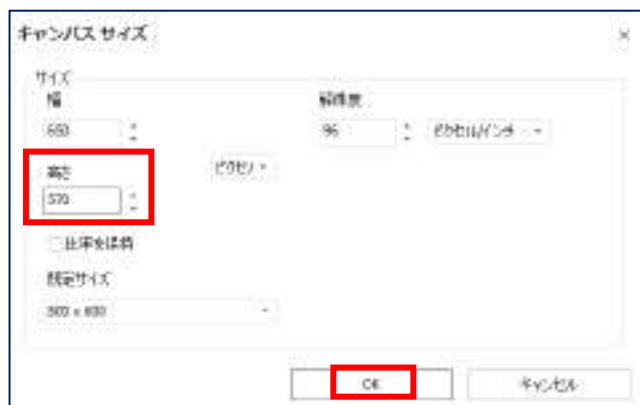 キャンバス サイズ
サイズ
幅
解像度
650
96
ピクセル/インチ
高さ
ピクセル
570
比率を保持
既定サイズ
800 x 600
OK
キャンセル